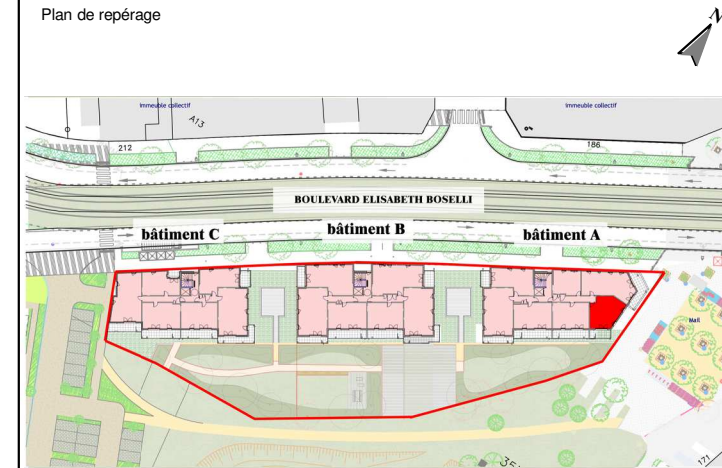 Plan de repérage
N
Immeuble collectif
Immeuble collectif
A13
212
186
BOULEVARD ELISABETH BOSELLI
bâtiment C
bâtiment B
bâtiment A
Mail
171